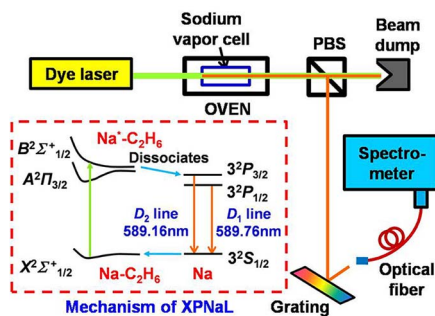 Sodium
vapor cell
PBS
Beam
dump
Dye laser
OVEN
Na*-C2H6
B²Σ⁺1/2
Dissociates
3²P3/2
A²Π3/2
3²P1/2
D2 line
589.16nm
D1 line
589.76nm
X²Σ⁺1/2
Na-C2H6
Na
3²S1/2
Mechanism of XPNaL
Spectro-
meter
Optical
fiber
Grating